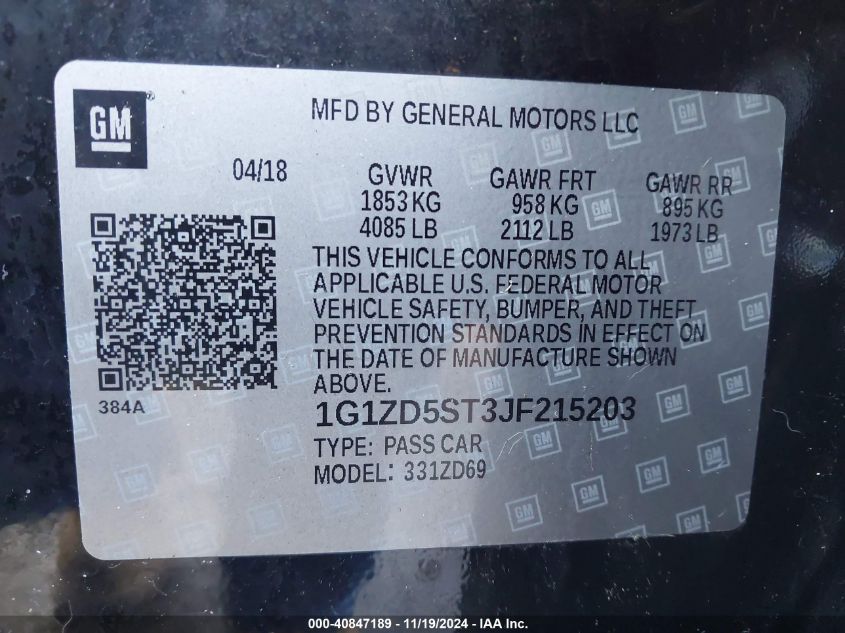 GM
MFD BY GENERAL MOTORS LLC
04/18
GVWR GAWR FRT GAWR RR
1853 KG 958 KG 895 KG
4085 LB 2112 LB 1973 LB
THIS VEHICLE CONFORMS TO ALL
APPLICABLE U.S. FEDERAL MOTOR
VEHICLE SAFETY, BUMPER, AND THEFT
PREVENTION STANDARDS IN EFFECT ON
THE DATE OF MANUFACTURE SHOWN
ABOVE.
384A
1G1ZD5ST3JF215203
TYPE: PASS CAR
MODEL: 331ZD69
000-40847189 - 11/19/2024 - IAA Inc.